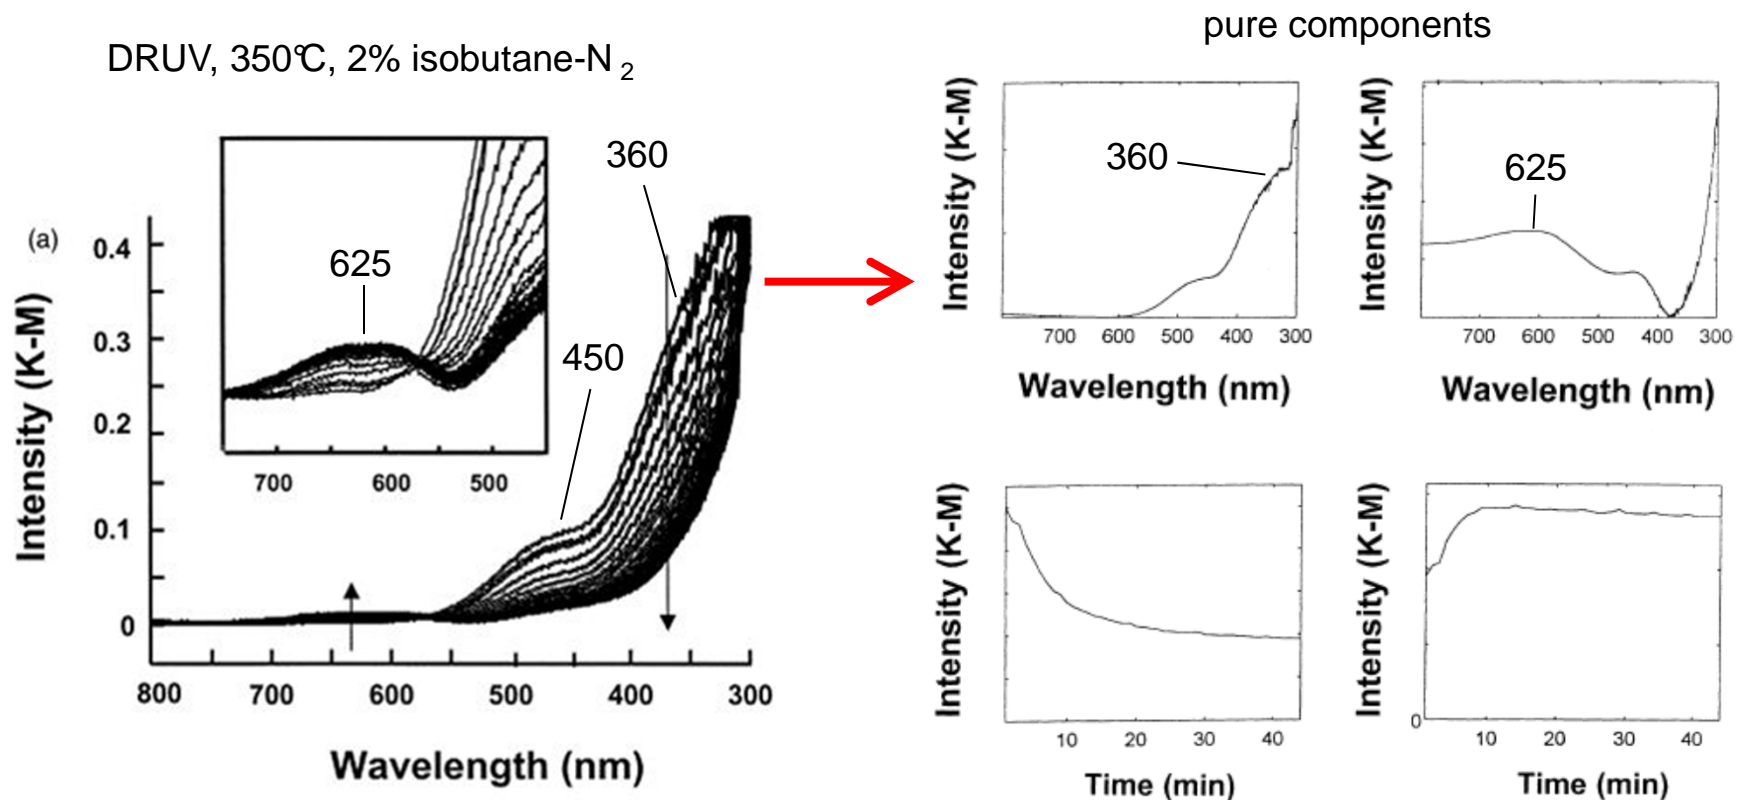 pure components
DRUV, 350°C, 2% isobutane-N2
(a)
Intensity (K-M)
0.4
0.3
0.2
0.1
0
625
700 600 500
360
450
800 700 600 500 400 300
Wavelength (nm)
Intensity (K-M)
360
700 600 500 400 300
Wavelength (nm)
Intensity (K-M)
625
700 600 500 400 300
Wavelength (nm)
Intensity (K-M)
10 20 30 40
Time (min)
Intensity (K-M)
0
10 20 30 40
Time (min)